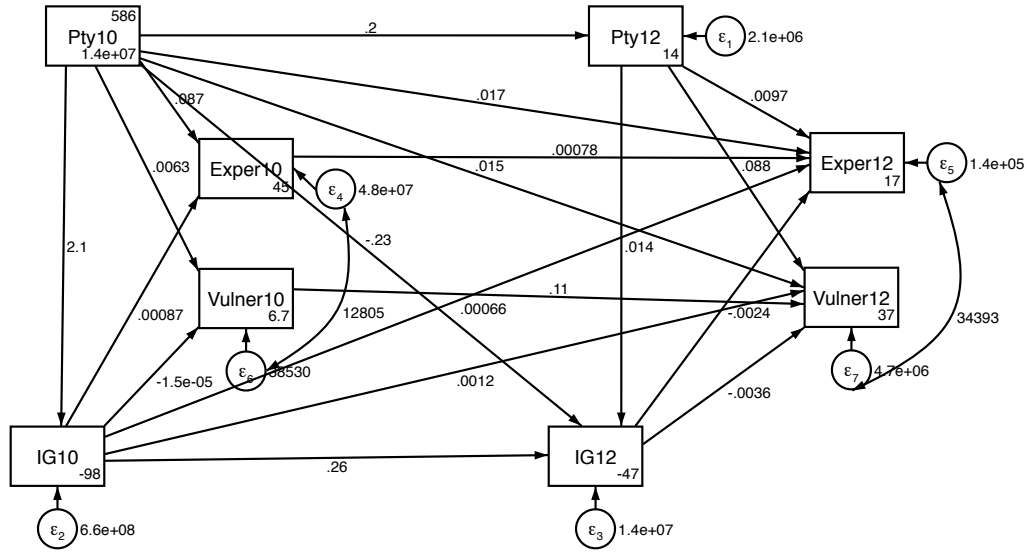 586
Pty10
1.4e+07
.2
Pty12
14
ε1
2.1e+06
.087
.017
.0097
.0063
Exper10
45
ε4
4.8e+07
.00078
.015
.088
Exper12
17
ε5
1.4e+05
2.1
-.23
.014
Vulner10
6.7
.11
Vulner12
37
.00087
12805
.00066
-.0024
34393
-1.5e-05
ε6
38530
.0012
-.0036
ε7
4.7e+06
IG10
-98
.26
IG12
-47
ε2
6.6e+08
ε3
1.4e+07